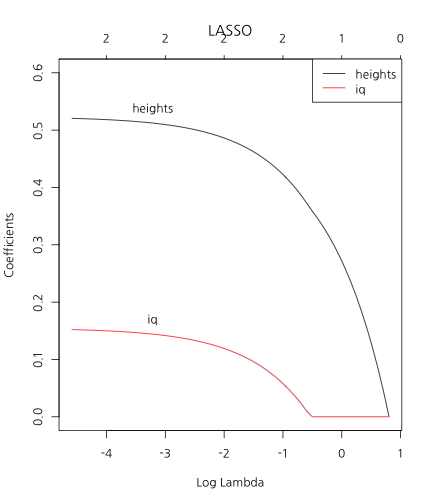 LASSO
2 2 2 2 1 0
heights
iq
heights
iq
0.6
0.5
0.4
0.3
0.2
0.1
0.0
Coefficients
-4 -3 -2 -1 0 1
Log Lambda